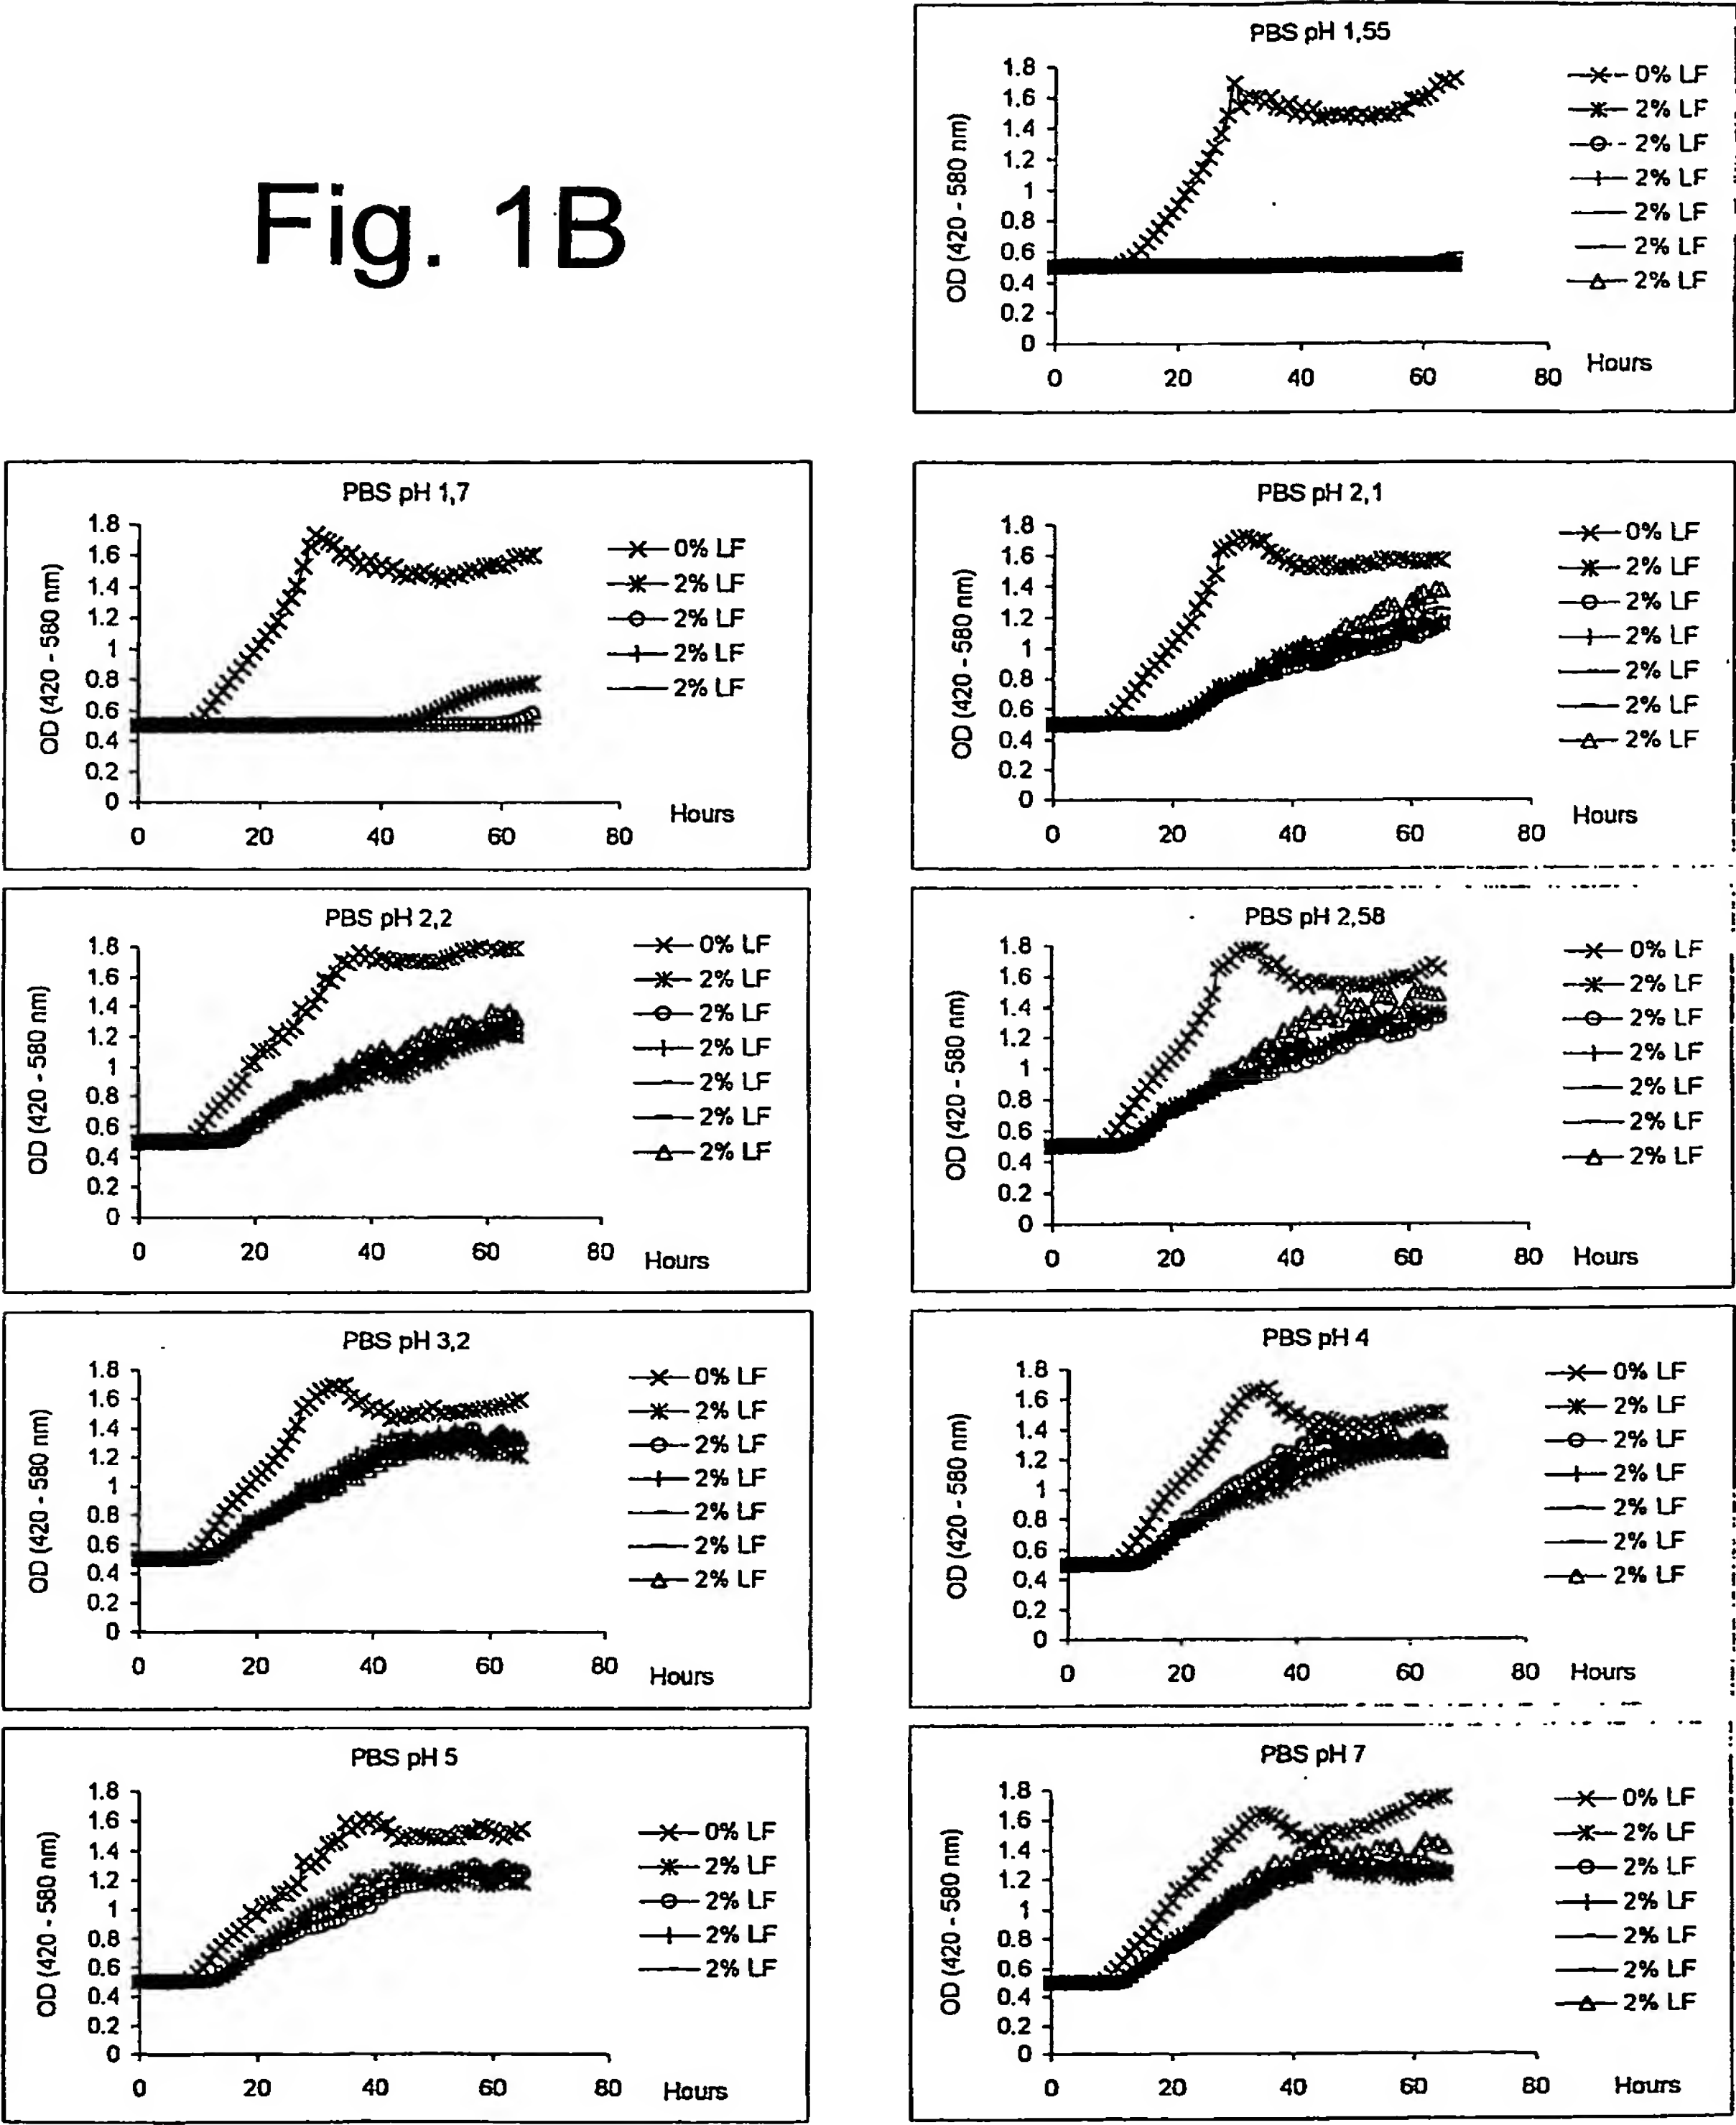 Fig. 1B
PBS pH 1,55
OD (420 - 580 nm)
1.8
1.6
1.4
1.2
1
0.8
0.6
0.4
0.2
0
0 20 40 60 80
Hours
0% LF
2% LF
2% LF
2% LF
2% LF
2% LF
2% LF
PBS pH 1,7
OD (420 - 580 nm)
1.8
1.6
1.4
1.2
1
0.8
0.6
0.4
0.2
0
0 20 40 60 80
Hours
0% LF
2% LF
2% LF
2% LF
2% LF
PBS pH 2,1
OD (420 - 580 nm)
1.8
1.6
1.4
1.2
1
0.8
0.6
0.4
0.2
0
0 20 40 60 80
Hours
0% LF
2% LF
2% LF
2% LF
2% LF
2% LF
2% LF
PBS pH 2,2
OD (420 - 580 nm)
1.8
1.6
1.4
1.2
1
0.8
0.6
0.4
0.2
0
0 20 40 60 80
Hours
0% LF
2% LF
2% LF
2% LF
2% LF
2% LF
2% LF
PBS pH 2,58
OD (420 - 580 nm)
1.8
1.6
1.4
1.2
1
0.8
0.6
0.4
0.2
0
0 20 40 60 80
Hours
0% LF
2% LF
2% LF
2% LF
2% LF
2% LF
2% LF
PBS pH 3,2
OD (420 - 580 nm)
1.8
1.6
1.4
1.2
1
0.8
0.6
0.4
0.2
0
0 20 40 60 80
Hours
0% LF
2% LF
2% LF
2% LF
2% LF
2% LF
2% LF
PBS pH 4
OD (420 - 580 nm)
1.8
1.6
1.4
1.2
1
0.8
0.6
0.4
0.2
0
0 20 40 60 80
Hours
0% LF
2% LF
2% LF
2% LF
2% LF
2% LF
2% LF
PBS pH 5
OD (420 - 580 nm)
1.8
1.6
1.4
1.2
1
0.8
0.6
0.4
0.2
0
0 20 40 60 80
Hours
0% LF
2% LF
2% LF
2% LF
2% LF
PBS pH 7
OD (420 - 580 nm)
1.8
1.6
1.4
1.2
1
0.8
0.6
0.4
0.2
0
0 20 40 60 80
Hours
0% LF
2% LF
2% LF
2% LF
2% LF
2% LF
2% LF